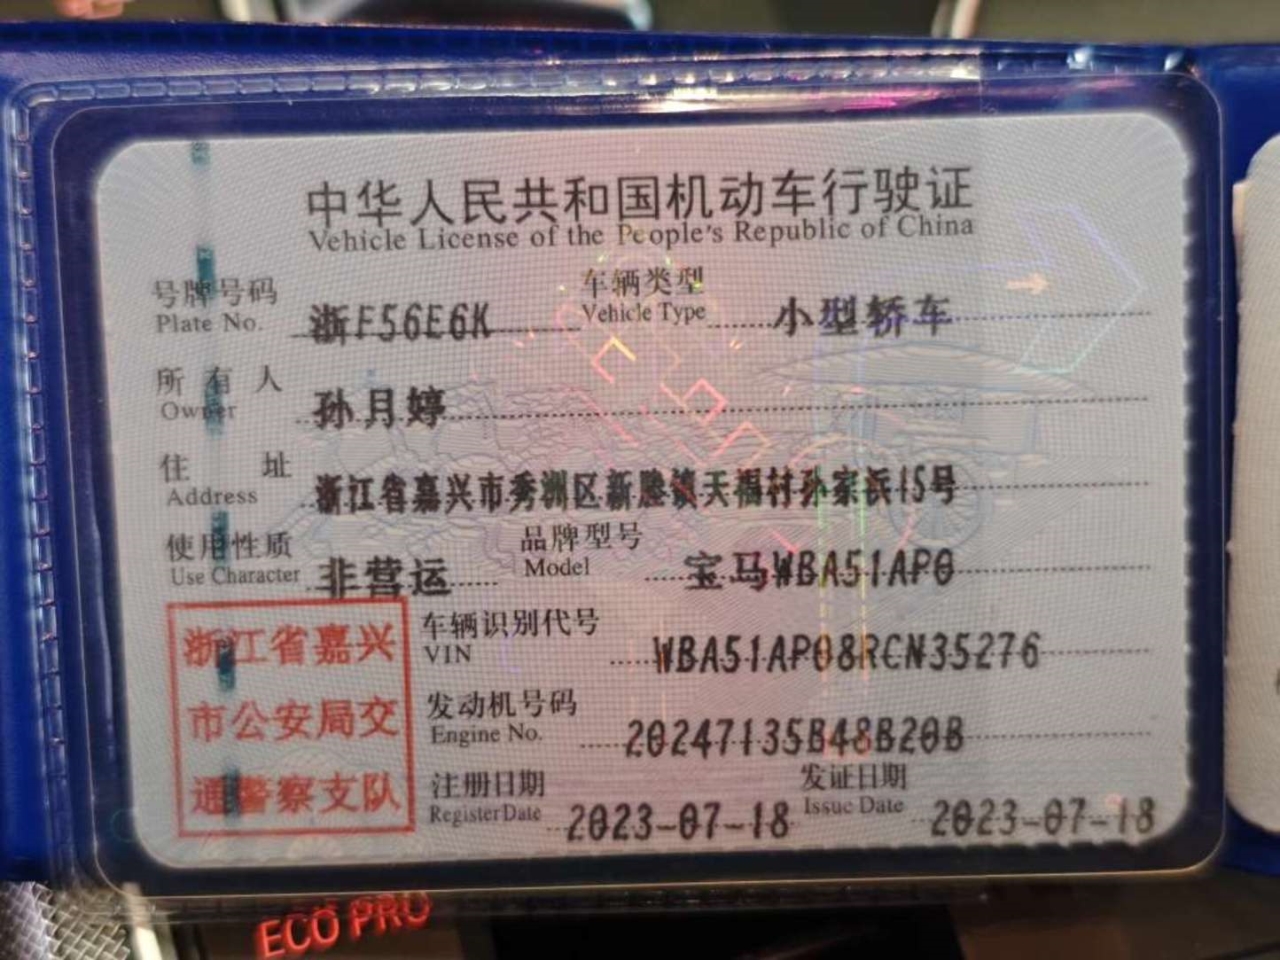 中华人民共和国机动车行驶证
Vehicle License of the People's Republic of China
号牌号码 浙F56E6K 车辆类型 小型轿车
Plate No. Vehicle Type
所有人 孙月婷
Owner
住址 浙江省嘉兴市秀洲区新塍镇天福村孙家浜15号
Address
使用性质 非营运 品牌型号 宝马WBA51AP0
Use Character Model
浙江省嘉兴
市公安局交
通警察支队
车辆识别代号 WBA51AP08RCN35276
VIN
发动机号码 20247135B48B20B
Engine No.
注册日期 2023-07-18 发证日期 2023-07-18
Register Date Issue Date
ECO PRO